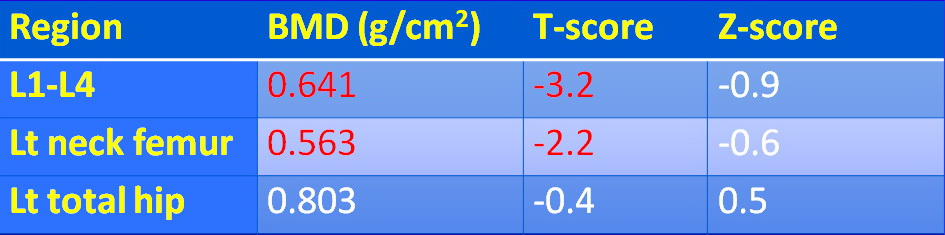 Region BMD (g/cm²) T-score Z-score
L1-L4 0.641 -3.2 -0.9
Lt neck femur 0.563 -2.2 -0.6
Lt total hip 0.803 -0.4 0.5